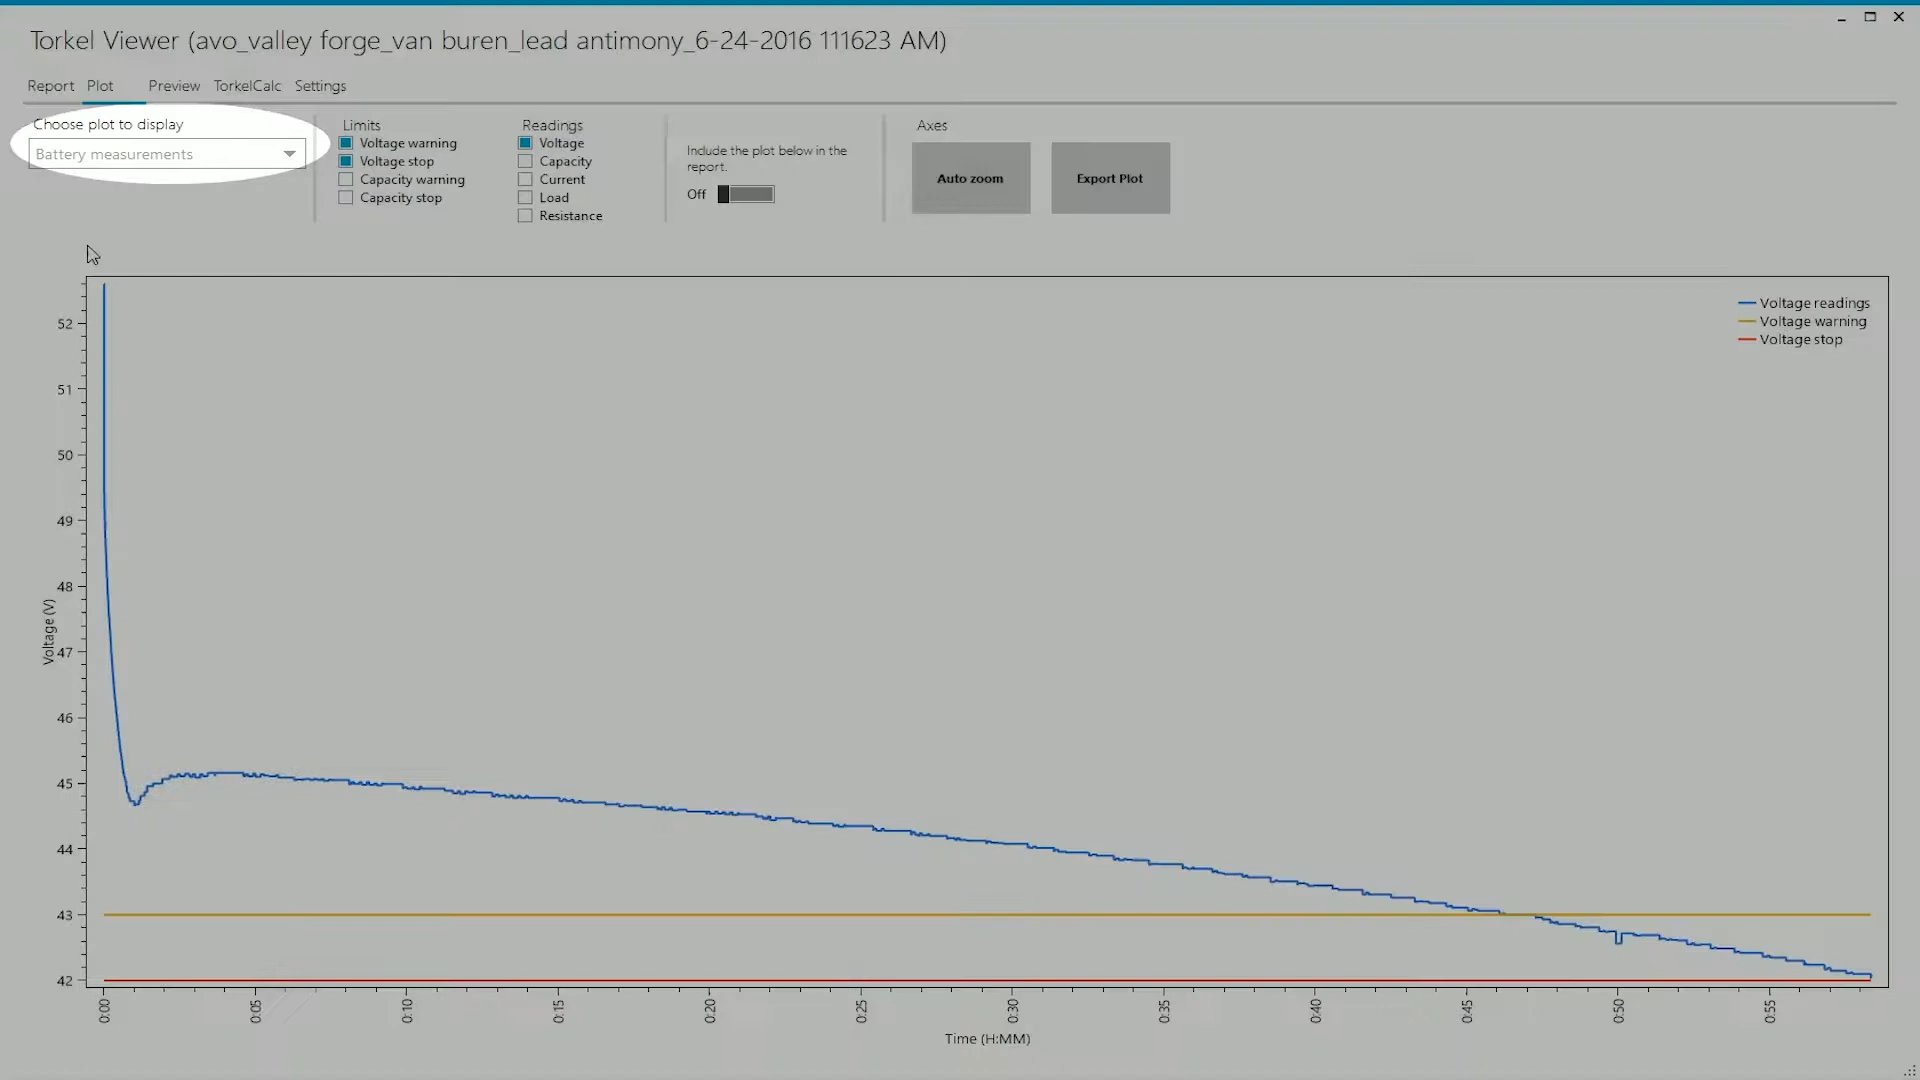 Torkel Viewer (avo_valley forge_van buren_lead antimony_6-24-2016 111623 AM)
Report Plot Preview TorkelCalc Settings
Choose plot to display
Battery measurements
Limits
Voltage warning
Voltage stop
Capacity warning
Capacity stop
Readings
Voltage
Capacity
Current
Load
Resistance
Include the plot below in the
report.
Off
Axes
Auto zoom
Export Plot
Voltage readings
Voltage warning
Voltage stop
52
51
50
49
48
47
46
45
44
43
42
Voltage (V)
0:00 0:05 0:10 0:15 0:20 0:25 0:30 0:35 0:40 0:45 0:50 0:55
Time (H:MM)